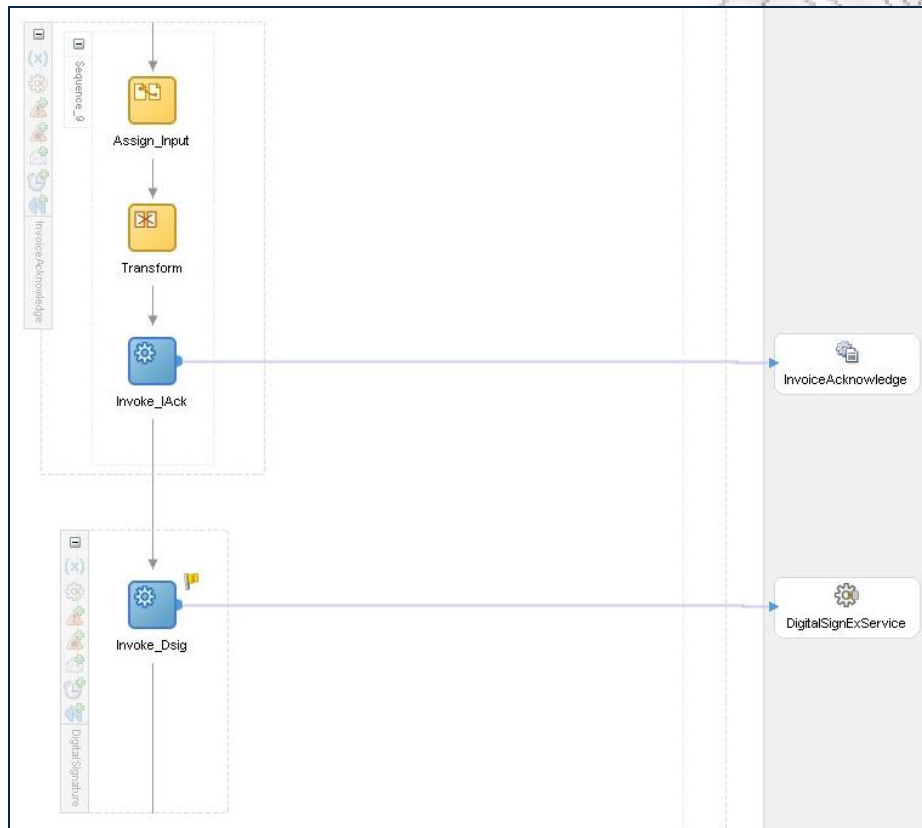 (x)
Sequence_9
Assign_Input
Transform
InvoiceAcknowledge
Invoke_IAck
InvoiceAcknowledge
(x)
Invoke_Dsig
DigitalSignExService
DigitalSignature